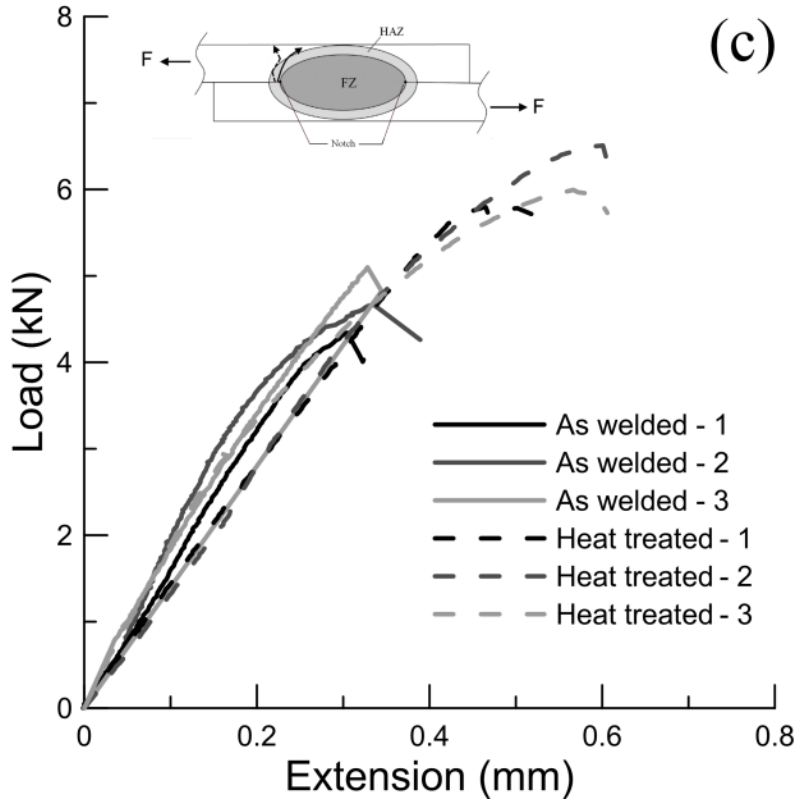 (c)
HAZ
F
FZ
F
Notch
8
6
4
2
0
Load (kN)
As welded - 1
As welded - 2
As welded - 3
Heat treated - 1
Heat treated - 2
Heat treated - 3
0 0.2 0.4 0.6 0.8
Extension (mm)